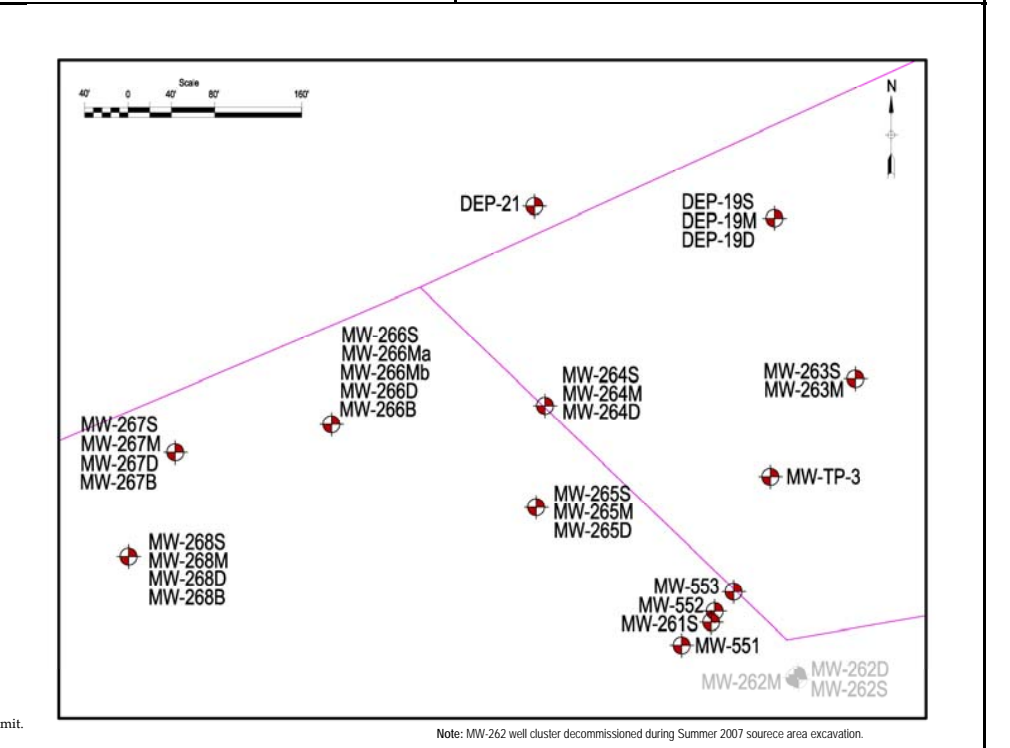 Scale
40' 0 40' 80' 160'
N
DEP-21
DEP-19S
DEP-19M
DEP-19D
MW-266S
MW-266Ma
MW-266Mb
MW-266D
MW-266B
MW-264S
MW-264M
MW-264D
MW-263S
MW-263M
MW-267S
MW-267M
MW-267D
MW-267B
MW-TP-3
MW-265S
MW-265M
MW-265D
MW-268S
MW-268M
MW-268D
MW-268B
MW-553
MW-552
MW-261S
MW-551
MW-262M
MW-262D
MW-262S
mit.
Note: MW-262 well cluster decommissioned during Summer 2007 sourece area excavation.